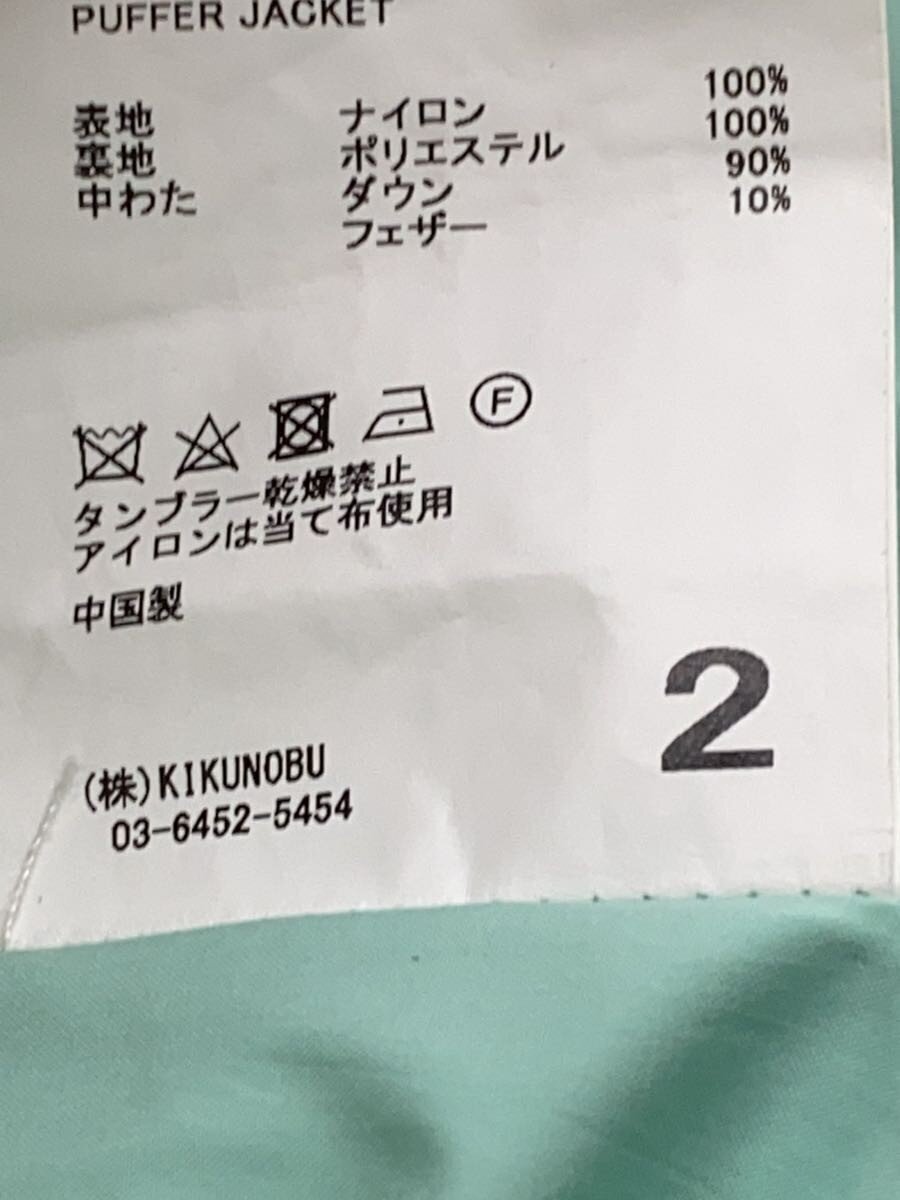 PUFFER JACKET
表地 ナイロン 100%
裏地 ポリエステル 100%
中わた ダウン 90%
フェザー 10%
F
タンブラー乾燥禁止
アイロンは当て布使用
中国製
2
(株)KIKUNOBU
03-6452-5454